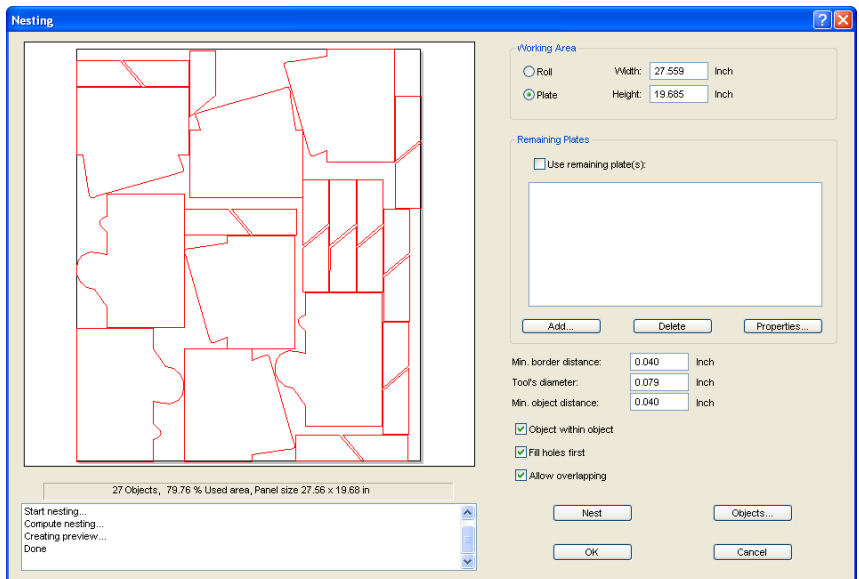 Nesting
Working Area
Roll
Width: 27.559 Inch
Plate
Height: 19.685 Inch
Remaining Plates
Use remaining plate(s):
Add...
Delete
Properties...
Min. border distance: 0.040 Inch
Tool's diameter: 0.079 Inch
Min. object distance: 0.040 Inch
Object within object
Fill holes first
Allow overlapping
27 Objects, 79.76 % Used area, Panel size 27.56 x 19.68 in
Start nesting...
Compute nesting...
Creating preview...
Done
Nest
Objects...
OK
Cancel